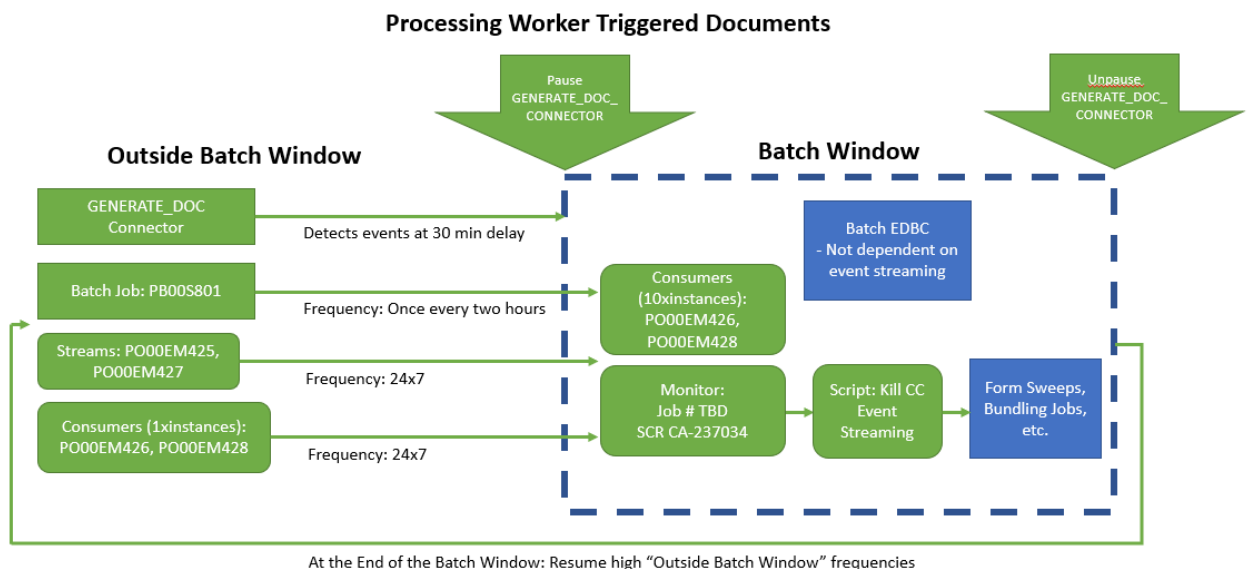 Processing Worker Triggered Documents
Pause
GENERATE_DOC_
CONNECTOR
Unpause
GENERATE_DOC_
CONNECTOR
Outside Batch Window
Batch Window
GENERATE_DOC
Connector
Detects events at 30 min delay
Batch EDBC
- Not dependent on
event streaming
Batch Job: PB00S801
Frequency: Once every two hours
Consumers
(10xinstances):
PO00EM426,
PO00EM428
Streams: PO00EM425,
PO00EM427
Frequency: 24x7
Monitor:
Job # TBD
SCR CA-237034
Script: Kill CC
Event
Streaming
Form Sweeps,
Bundling Jobs,
etc.
Consumers (1xinstances):
PO00EM426, PO00EM428
Frequency: 24x7
At the End of the Batch Window: Resume high “Outside Batch Window” frequencies